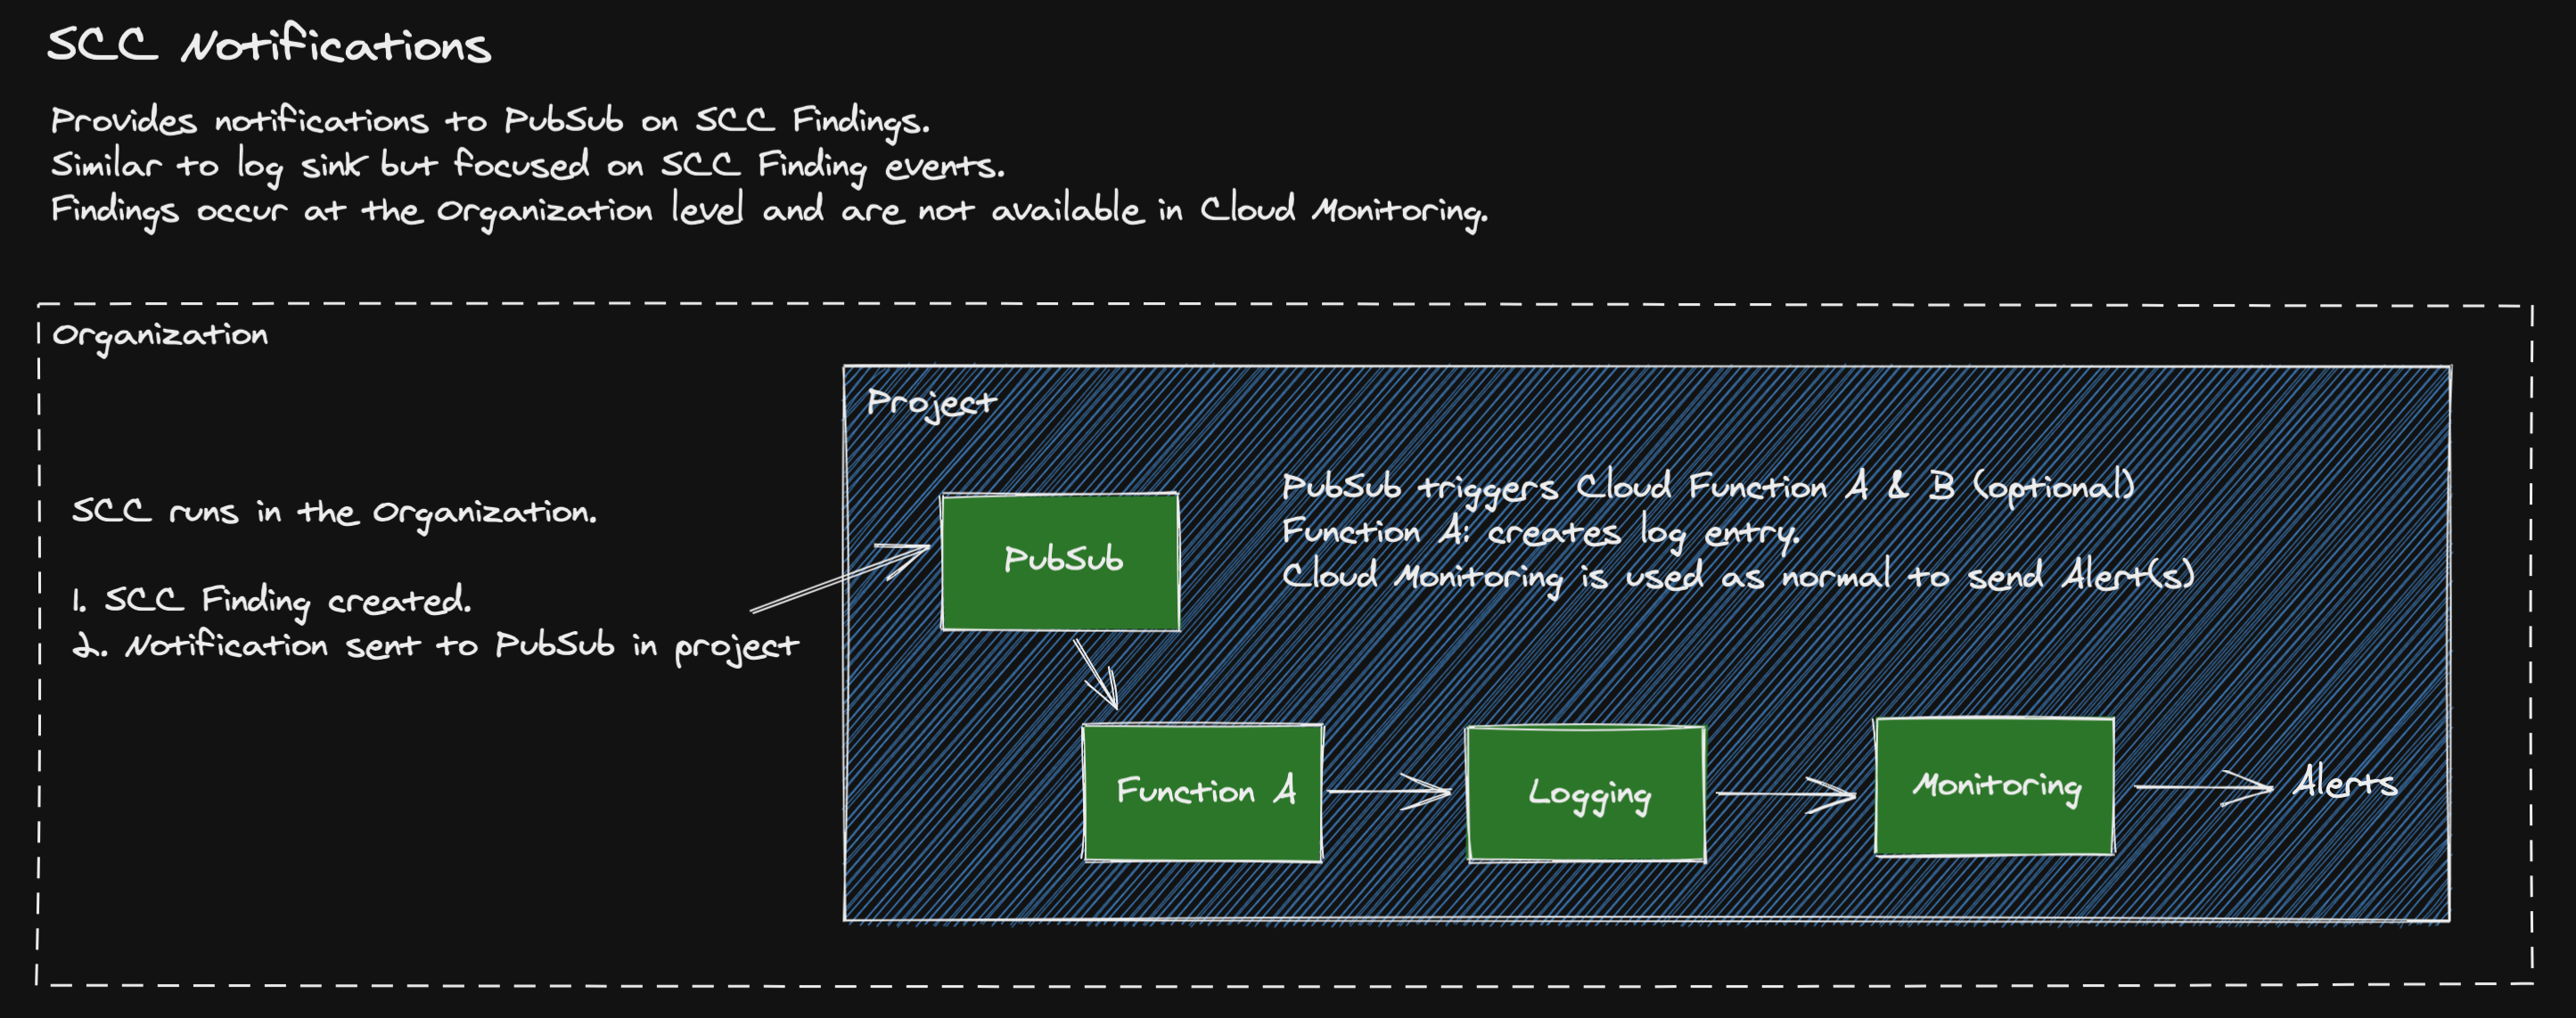 SCC Notifications
Provides notifications to PubSub on SCC Findings.
Similar to log sink but focused on SCC Finding events.
Findings occur at the Organization level and are not available in Cloud Monitoring.
Organization
Project
SCC runs in the Organization.
1. SCC Finding created.
2. Notification sent to PubSub in project
PubSub
PubSub triggers Cloud Function A & B (optional)
Function A: creates log entry.
Cloud Monitoring is used as normal to send Alert(s)
Function A
Logging
Monitoring
Alerts